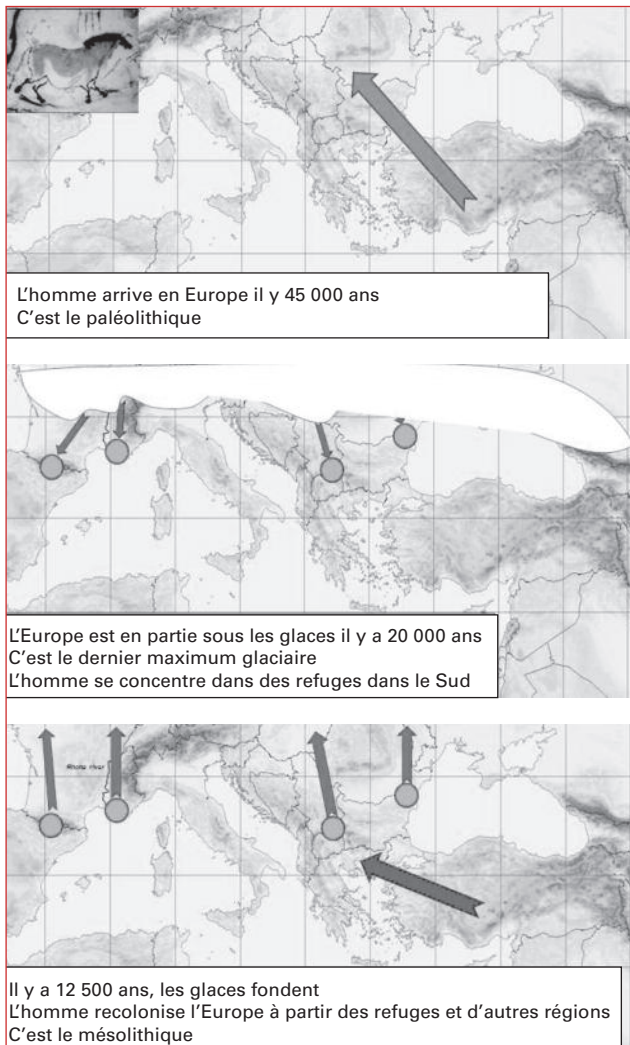 L'homme arrive en Europe il y 45 000 ans
C'est le paléolithique
L'Europe est en partie sous les glaces il y a 20 000 ans
C'est le dernier maximum glaciaire
L'homme se concentre dans des refuges dans le Sud
Rhone river
Il y a 12 500 ans, les glaces fondent
L'homme recolonise l'Europe à partir des refuges et d'autres régions
C'est le mésolithique